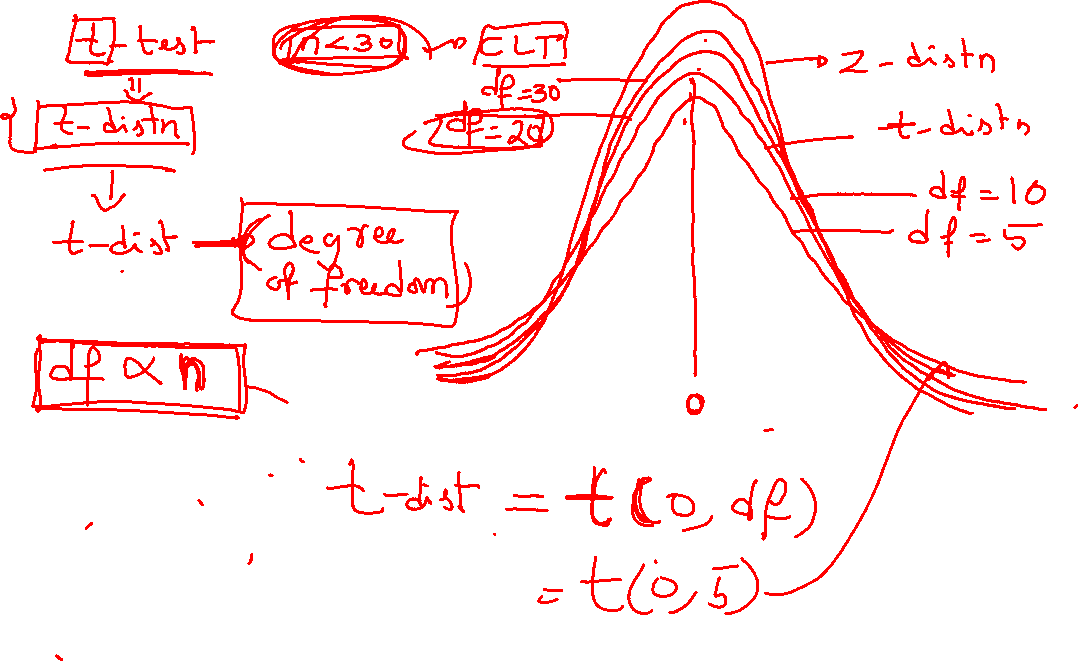 t-test
n<30
CLT
z-distn
df=30
df=20
t-distn
t-distn
df=10
df=5
t-dist
(degree
of freedom)
df ∝ n
0
t-dist = t(0, df)
= t(0,5)